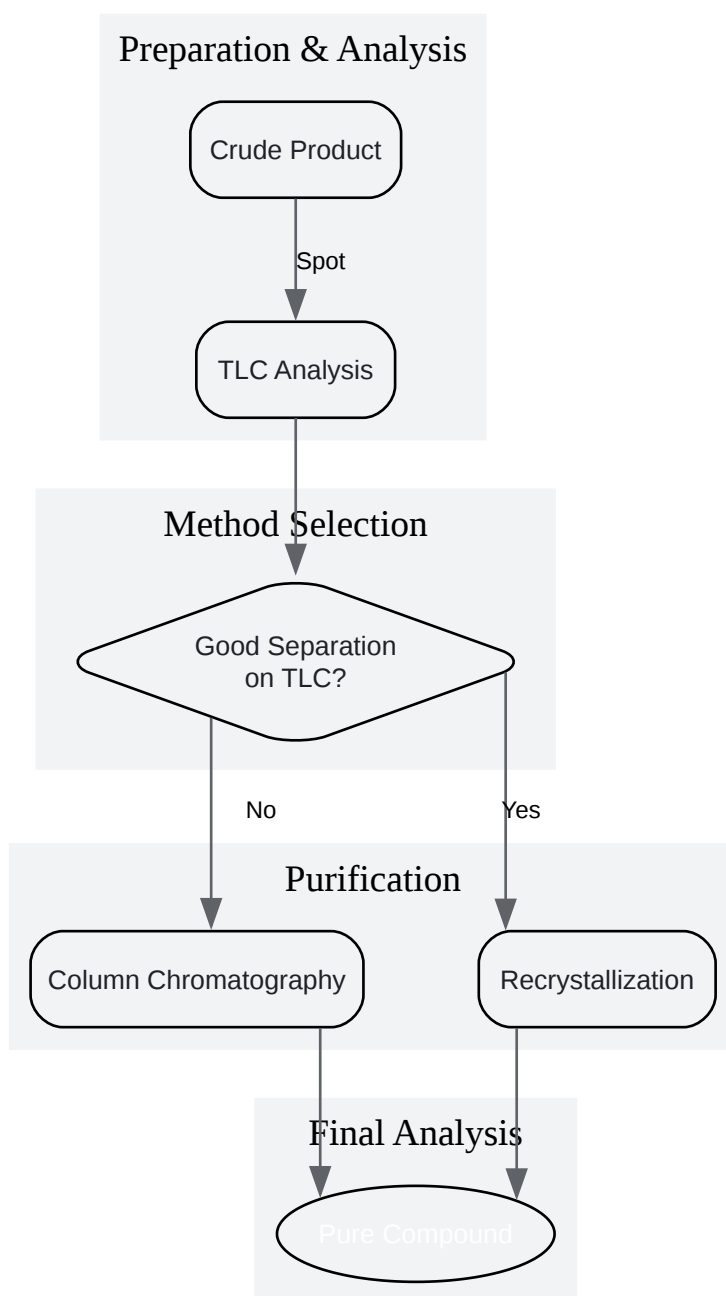 Preparation & Analysis
Crude Product
Spot
TLC Analysis
Method Selection
Good Separation
on TLC?
No
Yes
Purification
Column Chromatography
Recrystallization
Final Analysis
Pure Compound